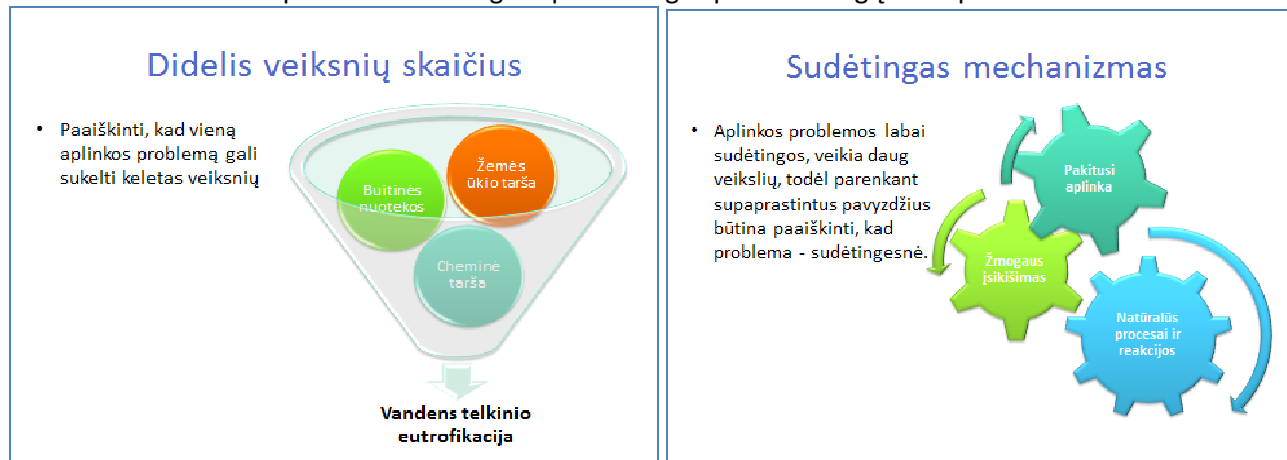 Didelis veiksnių skaičius
• Paaiškinti, kad vieną
aplinkos problemą gali
sukelti keletas veiksnių
Buitinės
nuotekos
Žemės
ūkio tarša
Cheminė
tarša
Vandens telkinio
eutrofikacija
Sudėtingas mechanizmas
• Aplinkos problemos labai
sudėtingos, veikia daug
veikslių, todėl parenkant
supaprastintus pavyzdžius
būtina paaiškinti, kad
problema - sudėtingesnė.
Pakitusi
aplinka
Žmogaus
įsikišimas
Natūralūs
procesai ir
reakcijos